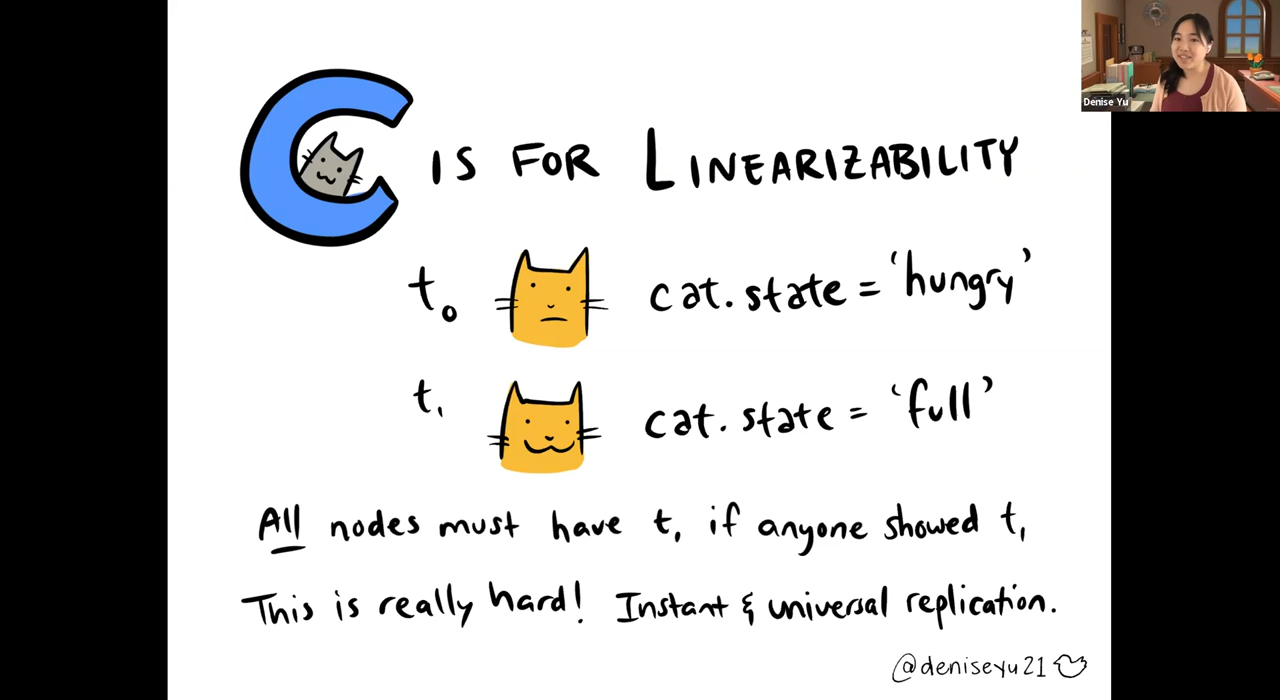 C IS FOR LINEARIZABILITY
t₀ cat.state = 'hungry'
t₁ cat.state = 'full'
All nodes must have t₁ if anyone showed t₁
This is really hard! Instant & universal replication.
@deniseyu21
Denise Yu